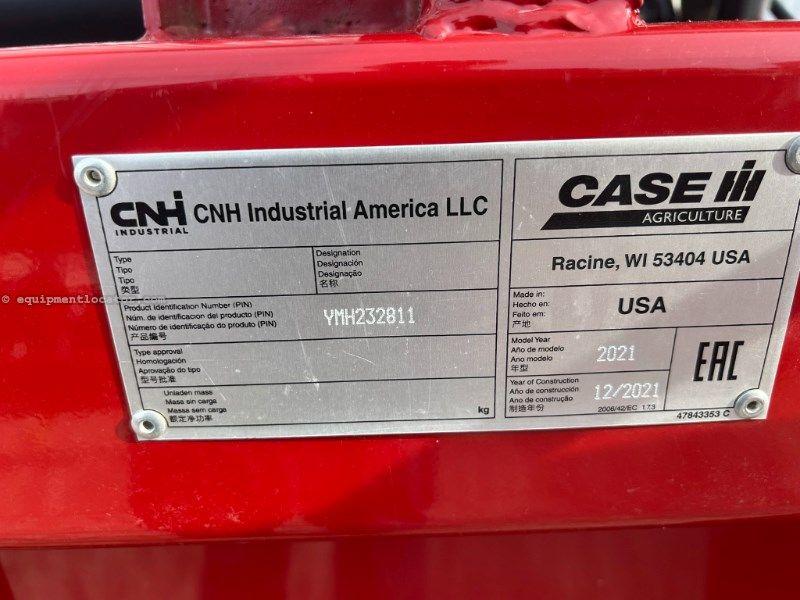 CNH
INDUSTRIAL
CNH Industrial America LLC
Type
Tipo
Tipo
类型
Designation
Designación
Designação
名称
Product Identification Number (PIN)
Núm. de identificacion del producto (PIN)
Número de identificação do produto (PIN)
产品编号
YMH232811
Type approval
Homologación
Aprovação do tipo
型号批准
Unladen mass
Masa sin carga
Massa sem carga
额定净功率
kg
CASE IH
AGRICULTURE
Racine, WI 53404 USA
Made in:
Hecho en:
Feito em:
产地
USA
Model Year
Año de modelo
Ano modelo
年型
2021
Year of Construction
Año de construcción
Ano de construção
制造年份
12/2021
2006/42/EC 1.7.3
EAC
47843353 C
© equipmentlocator.com